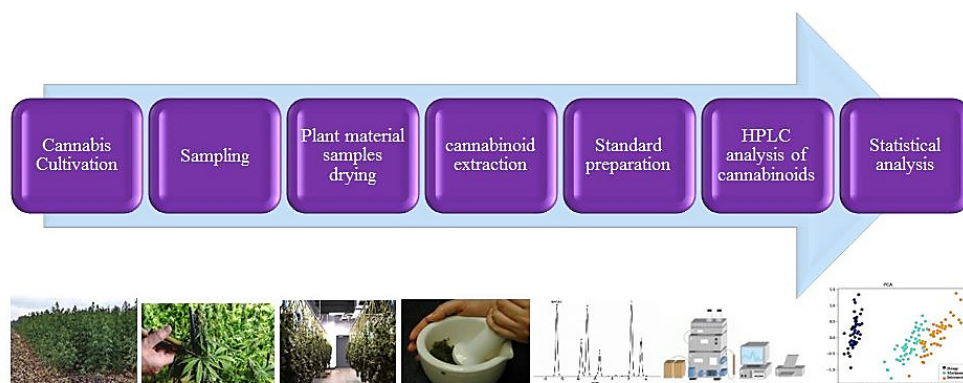 Cannabis
Cultivation
Sampling
Plant material
samples
drying
cannabinoid
extraction
Standard
preparation
HPLC
analysis of
cannabinoids
Statistical
analysis
PCA